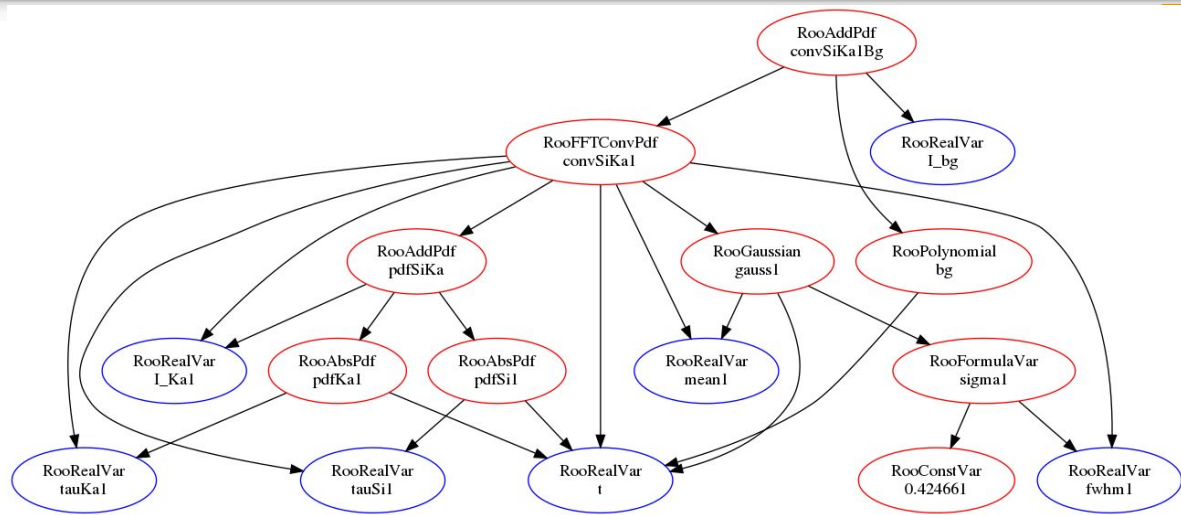 RooAddPdf
convSiKa1Bg
RooFFTConvPdf
convSiKa1
RooRealVar
I_bg
RooAddPdf
pdfSiKa
RooGaussian
gauss1
RooPolynomial
bg
RooRealVar
I_Ka1
RooAbsPdf
pdfKa1
RooAbsPdf
pdfSi1
RooRealVar
mean1
RooFormulaVar
sigma1
RooRealVar
tauKa1
RooRealVar
tauSi1
RooRealVar
t
RooConstVar
0.424661
RooRealVar
fwhm1